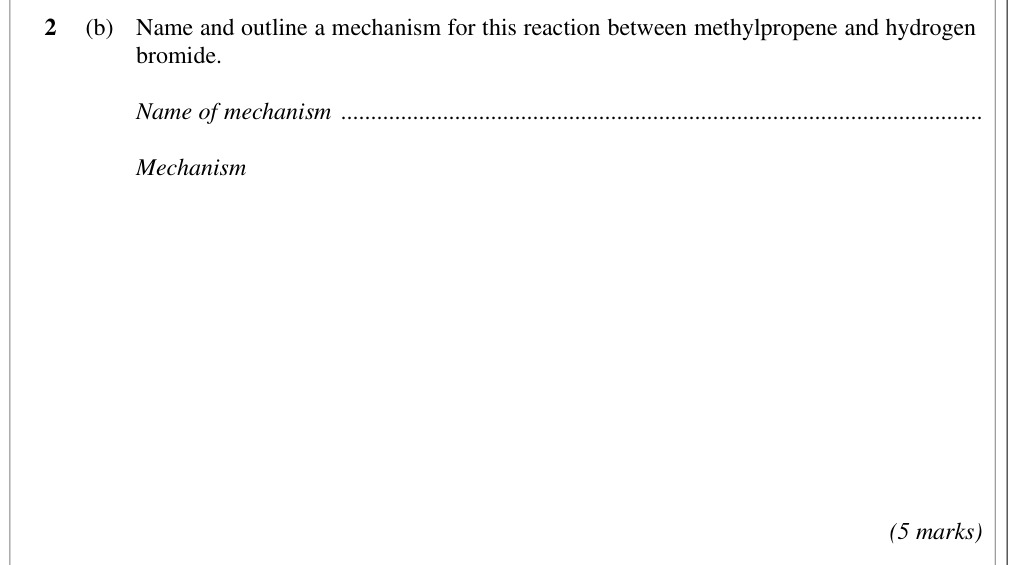 2 (b) Name and outline a mechanism for this reaction between methylpropene and hydrogen
bromide.
Name of mechanism ............................................................................................................
Mechanism
(5 marks)